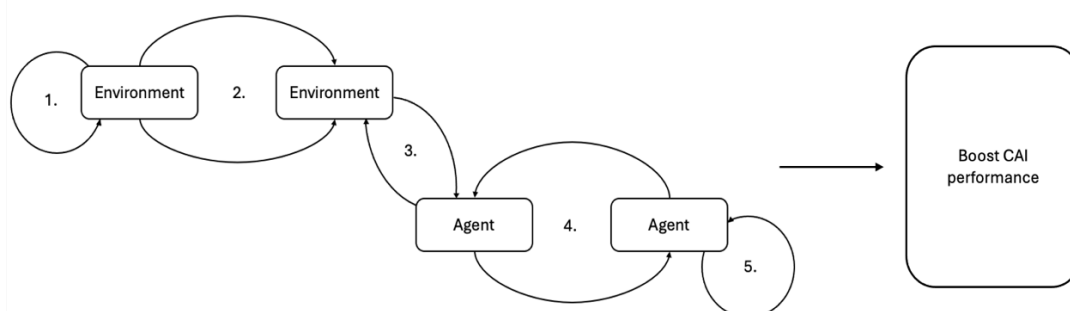 1.
Environment
2.
Environment
3.
Agent
4.
Agent
5.
Boost CAI
performance